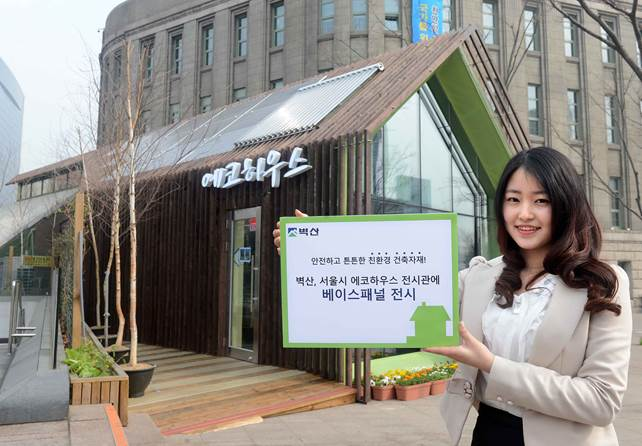 에코하우스
벽산
안전하고 튼튼한 친환경 건축자재!
벽산, 서울시 에코하우스 전시관에
베이스패널 전시